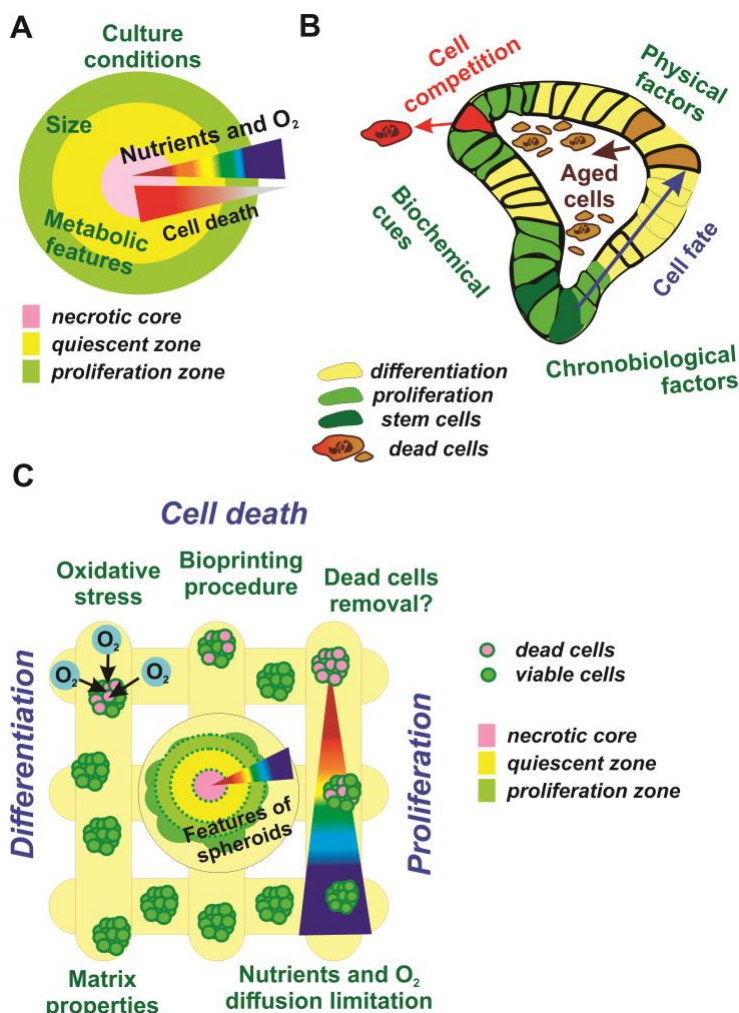 A
Culture
conditions
Size
Nutrients and O₂
Cell death
Metabolic
features
necrotic core
quiescent zone
proliferation zone
B
Cell
competition
Physical
factors
Aged
cells
Biochemical
cues
Cell fate
Chronobiological
factors
differentiation
proliferation
stem cells
dead cells
C
Cell death
Oxidative
stress
Bioprinting
procedure
Dead cells
removal?
O₂
O₂
O₂
Differentiation
Features of
spheroids
Proliferation
dead cells
viable cells
necrotic core
quiescent zone
proliferation zone
Matrix
properties
Nutrients and O₂
diffusion limitation